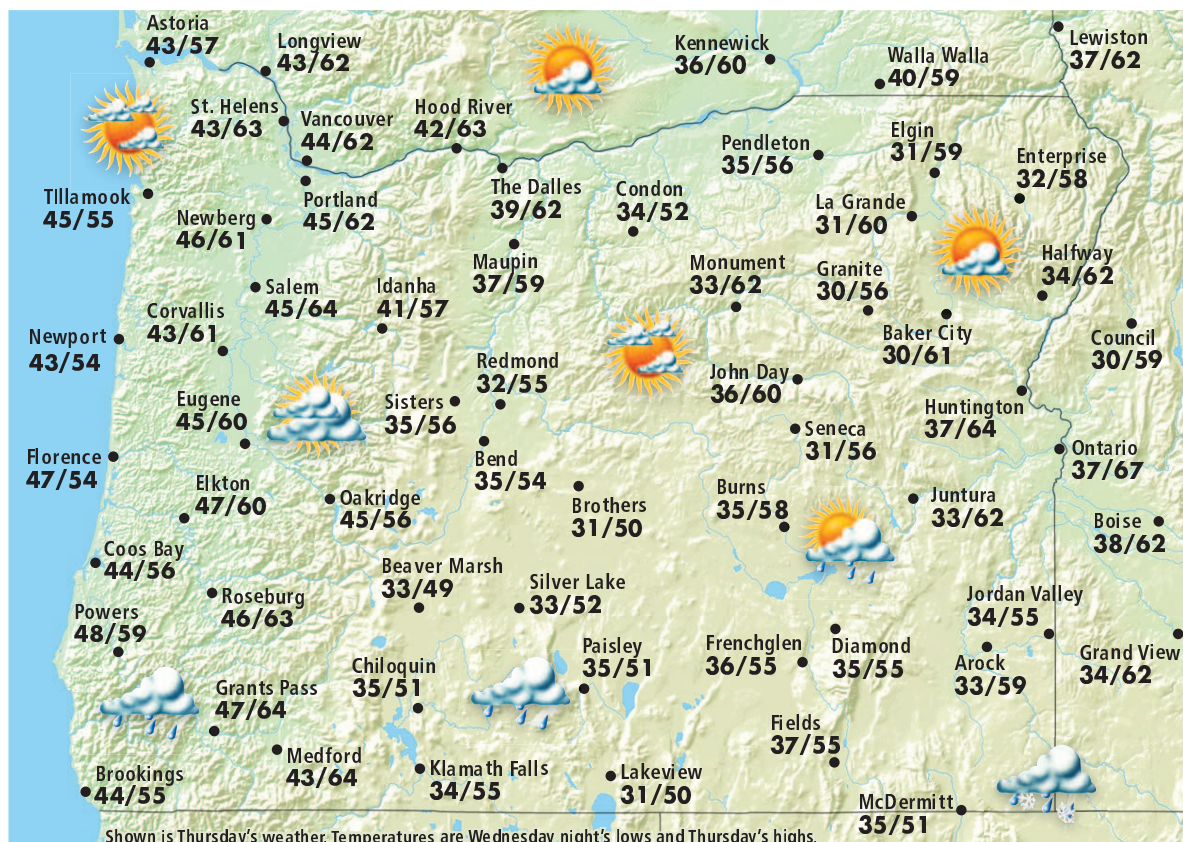 Astoria
43/57
Longview
43/62
Kennewick
36/60
Walla Walla
40/59
Lewiston
37/62
St. Helens
43/63
Vancouver
44/62
Hood River
42/63
Pendleton
35/56
Elgin
31/59
Enterprise
32/58
TIllamook
45/55
Newberg
46/61
Portland
45/62
The Dalles
39/62
Condon
34/52
La Grande
31/60
Maupin
37/59
Monument
33/62
Granite
30/56
Halfway
34/62
Salem
45/64
Idanha
41/57
Corvallis
43/61
Newport
43/54
Baker City
30/61
Council
30/59
Redmond
32/55
John Day
36/60
Eugene
45/60
Sisters
35/56
Huntington
37/64
Seneca
31/56
Florence
47/54
Bend
35/54
Ontario
37/67
Elkton
47/60
Oakridge
45/56
Brothers
31/50
Burns
35/58
Juntura
33/62
Boise
38/62
Coos Bay
44/56
Beaver Marsh
33/49
Silver Lake
33/52
Roseburg
46/63
Jordan Valley
34/55
Powers
48/59
Paisley
35/51
Frenchglen
36/55
Diamond
35/55
Arock
33/59
Grand View
34/62
Chiloquin
35/51
Grants Pass
47/64
Fields
37/55
Medford
43/64
Brookings
44/55
Klamath Falls
34/55
Lakeview
31/50
McDermitt
35/51
Shown is Thursday's weather. Temperatures are Wednesday night's lows and Thursday's highs.